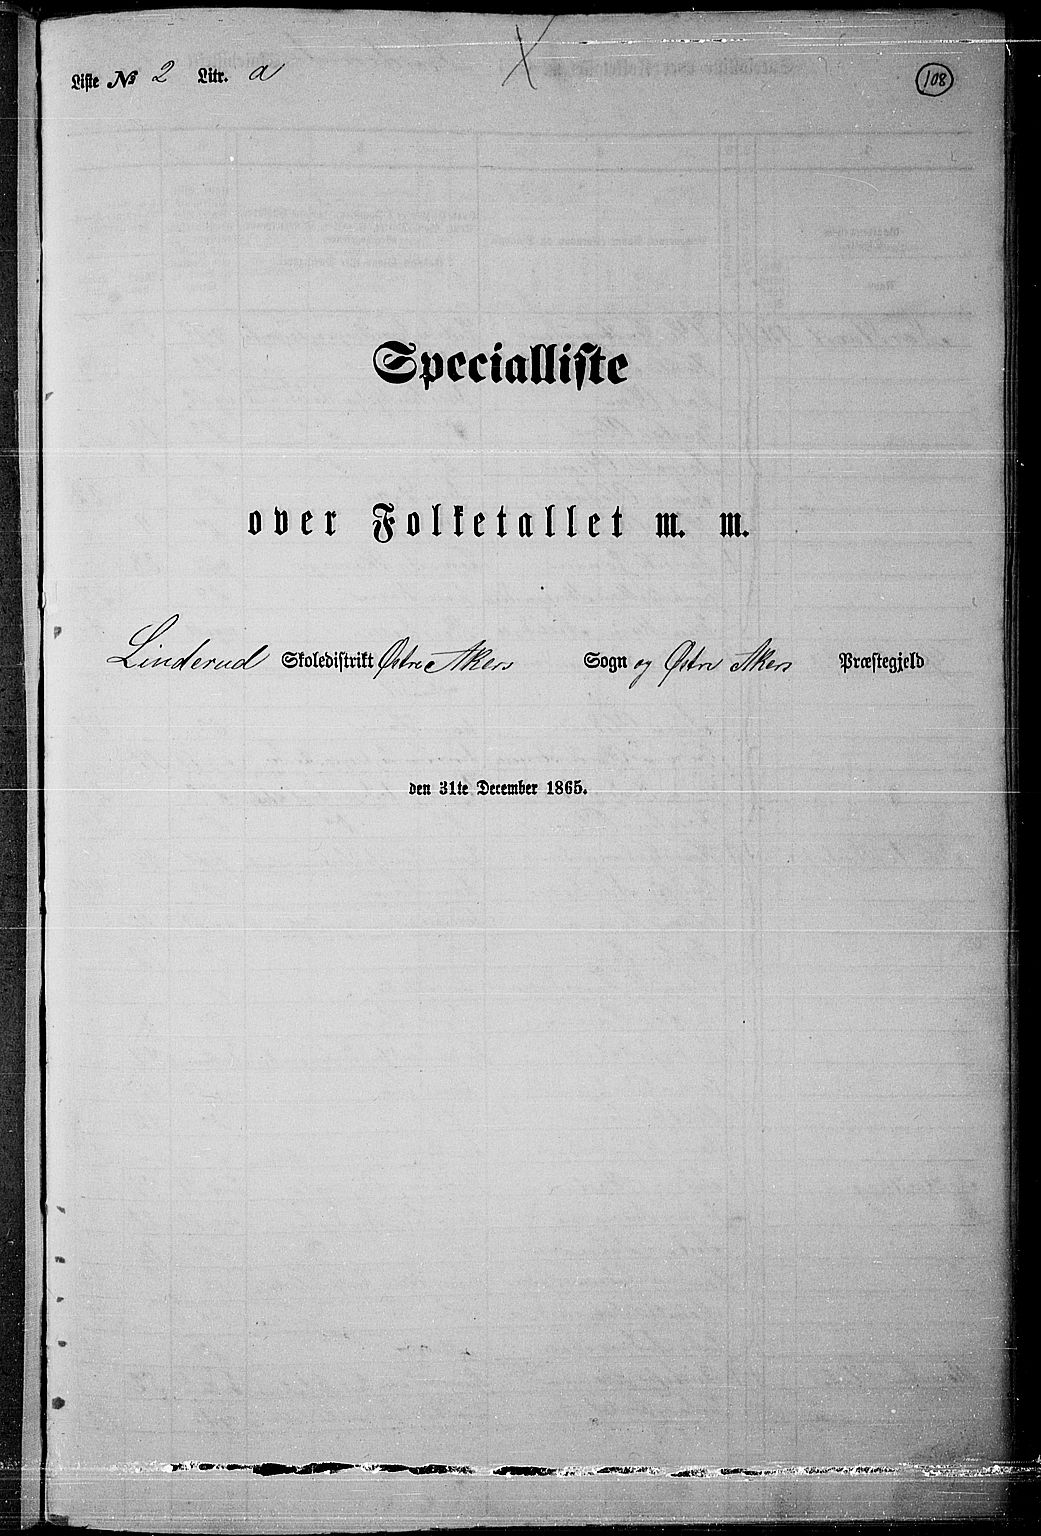 Liste № 2 Litr. a
108
Specialliste
over Folketallet m. m.
Linderud Skoledistrikt Østre Akers Sogn og Østre Akers Præstegjeld
den 31te December 1865.